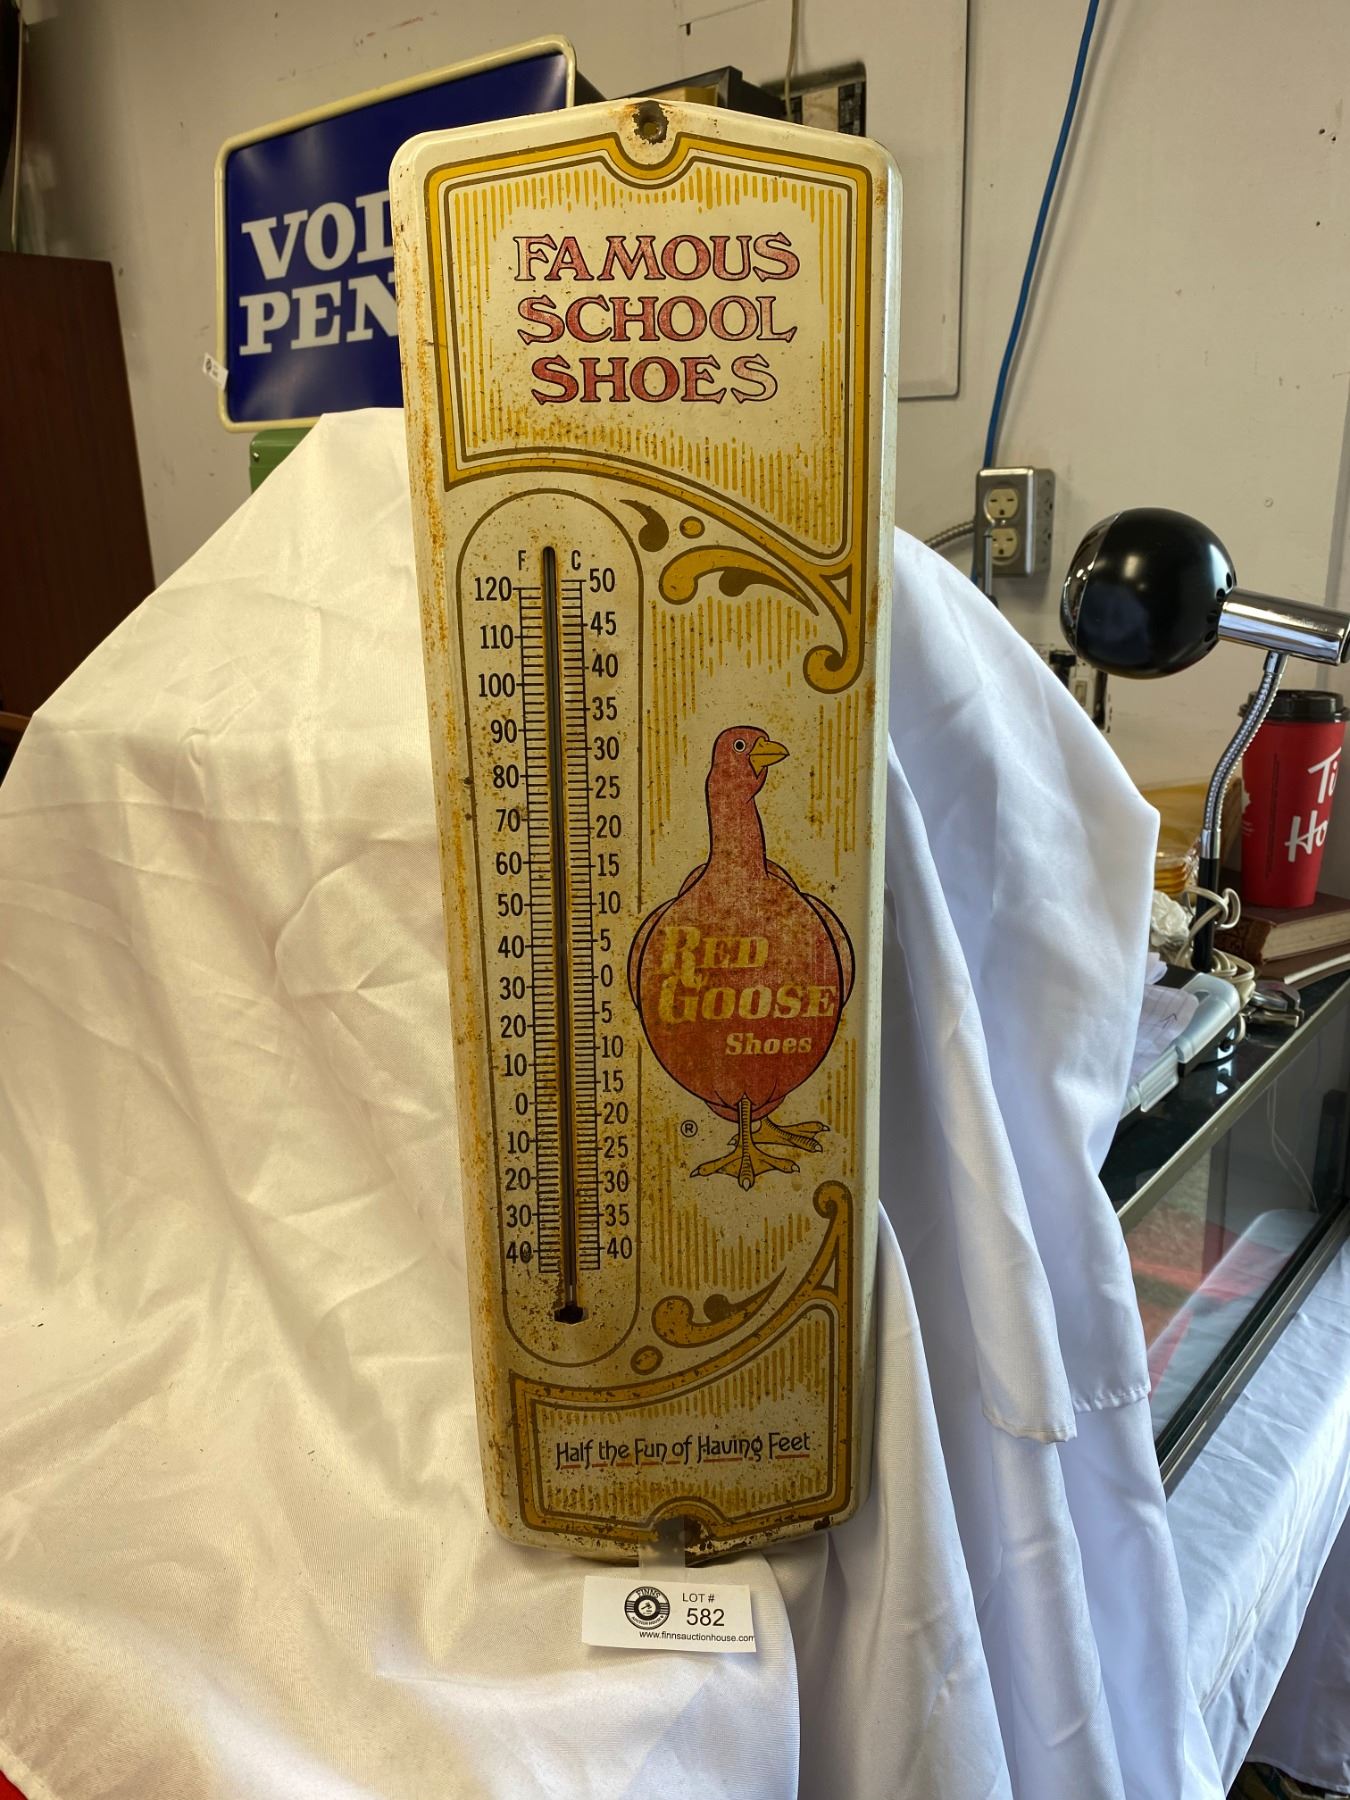 FAMOUS
SCHOOL
SHOES
F C
120 50
110 45
100 40
90 35
80 30
70 25
60 20
50 15
40 10
30 5
20 0
10 5
0 10
10 15
20 20
30 25
40 30
35
40
RED
GOOSE
Shoes
®
Half the Fun of Having Feet
FINNS
LOT #
582
www.finnsauctionhouse.com